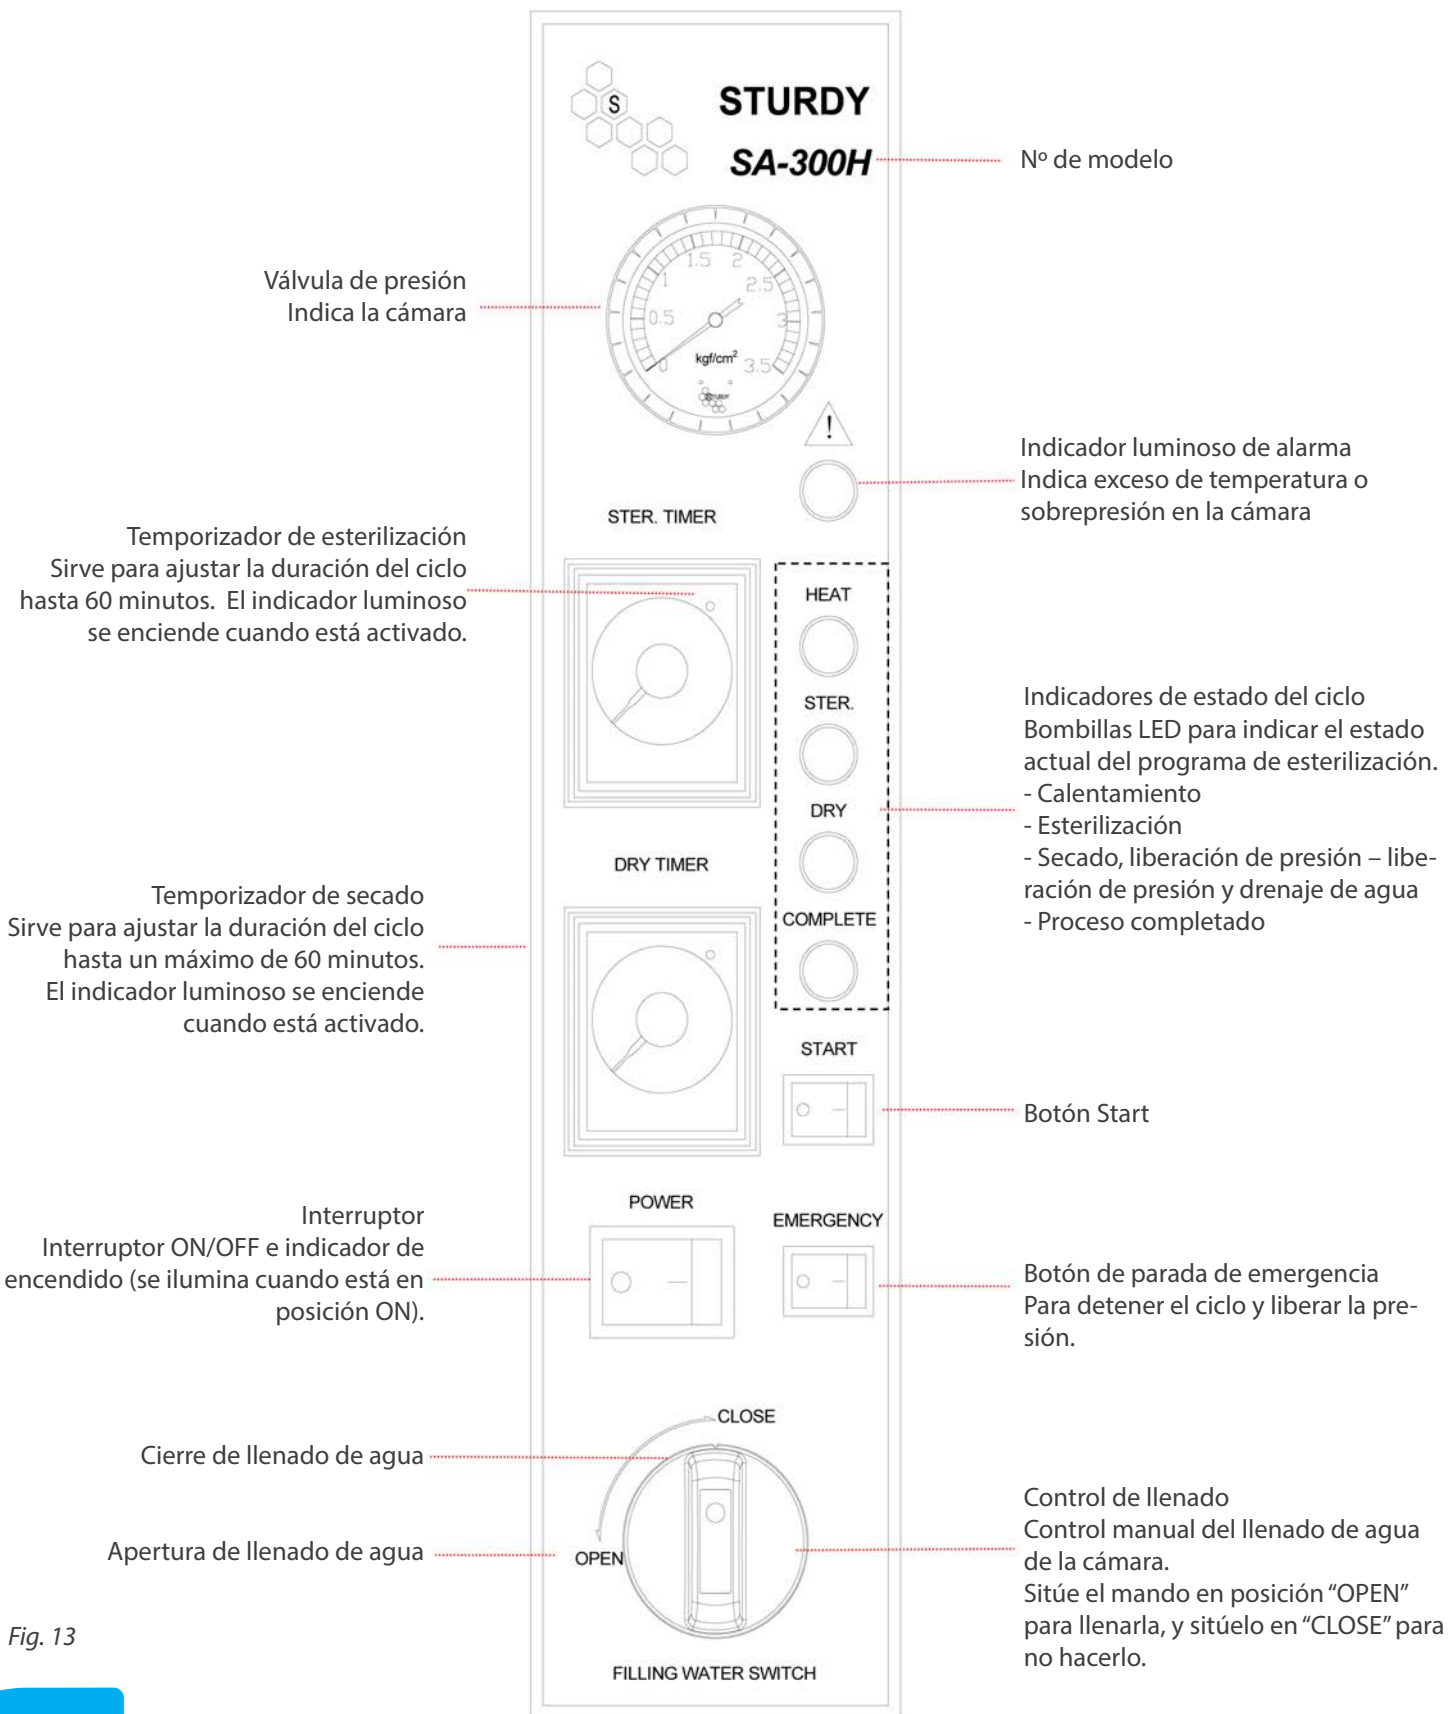 S
STURDY
SA-300H
Nº de modelo
Válvula de presión
Indica la cámara
0
0.5
1
1.5
2
2.5
3
3.5
kgf/cm²
STURDY
!
Indicador luminoso de alarma
Indica exceso de temperatura o
sobrepresión en la cámara
STER. TIMER
Temporizador de esterilización
Sirve para ajustar la duración del ciclo
hasta 60 minutos.  El indicador luminoso
se enciende cuando está activado.
HEAT
STER.
DRY
COMPLETE
Indicadores de estado del ciclo
Bombillas LED para indicar el estado
actual del programa de esterilización.
- Calentamiento
- Esterilización
- Secado, liberación de presión – libe-
ración de presión y drenaje de agua
- Proceso completado
DRY TIMER
Temporizador de secado
Sirve para ajustar la duración del ciclo
hasta un máximo de 60 minutos.
El indicador luminoso se enciende
cuando está activado.
START
Botón Start
POWER
Interruptor
Interruptor ON/OFF e indicador de
encendido (se ilumina cuando está en
posición ON).
EMERGENCY
Botón de parada de emergencia
Para detener el ciclo y liberar la pre-
sión.
CLOSE
Cierre de llenado de agua
Apertura de llenado de agua
OPEN
Control de llenado
Control manual del llenado de agua
de la cámara.
Sitúe el mando en posición “OPEN”
para llenarla, y sitúelo en “CLOSE” para
no hacerlo.
Fig. 13
FILLING WATER SWITCH